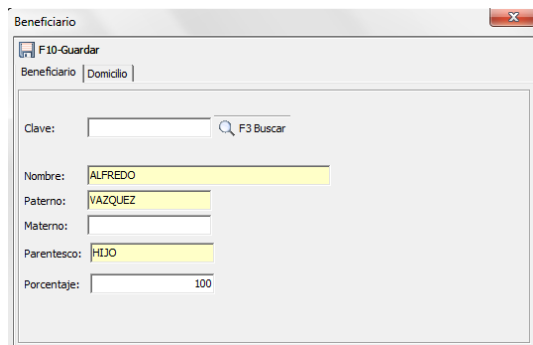 Beneficiario
F10-Guardar
Beneficiario Domicilio
Clave: F3 Buscar
Nombre: ALFREDO
Paterno: VAZQUEZ
Materno:
Parentesco: HIJO
Porcentaje: 100